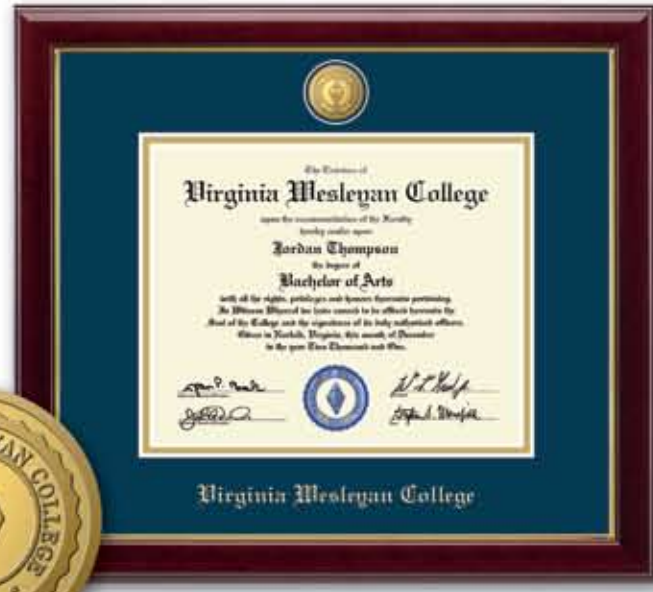 The Trustees of
Virginia Wesleyan College
upon the recommendation of the Faculty
hereby confer upon
Jordan Thompson
the degree of
Bachelor of Arts
with all the rights, privileges and honors thereunto pertaining.
In Witness Whereof we have caused to be affixed hereunto the
Seal of the College and the signatures of its duly authorized officers.
Given in Norfolk, Virginia, this month of December
in the year Two Thousand and One.
Virginia Wesleyan College
COLLEGE